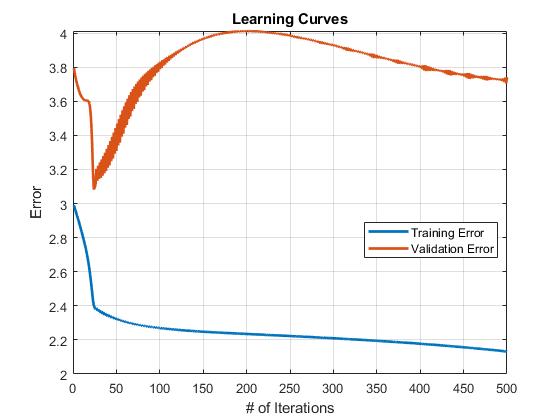 Learning Curves
4
3.8
3.6
3.4
3.2
3
2.8
2.6
2.4
2.2
2
Error
Training Error
Validation Error
0 50 100 150 200 250 300 350 400 450 500
# of Iterations